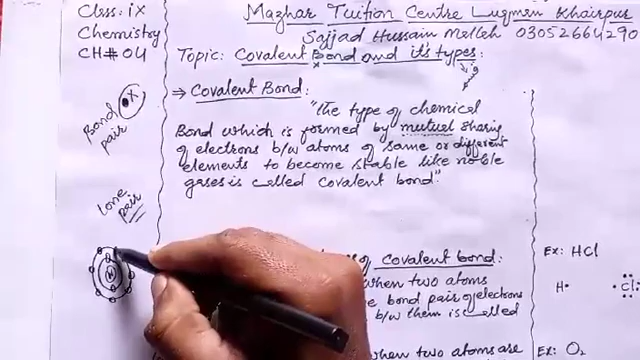 Class: IX
Chemistry
CH# 04
Mazhar Tuition Centre Luqman Khairpur
Sajjad Hussain Melleh 03052664290
Topic: Covalent Bond and it's types
⇒ Covalent Bond:
"The type of chemical
Bond which is formed by mutuel sharing
of electrons b/w atoms of same or different
elements to become stable like noble
gases is called covalent bond".
Bond
pair
X
lone
pair
of covalent bond:
when two atoms
bond pair of electrons
b/w them is called
when two atoms are
Ex: HCl
H• Cl
Ex: O₂